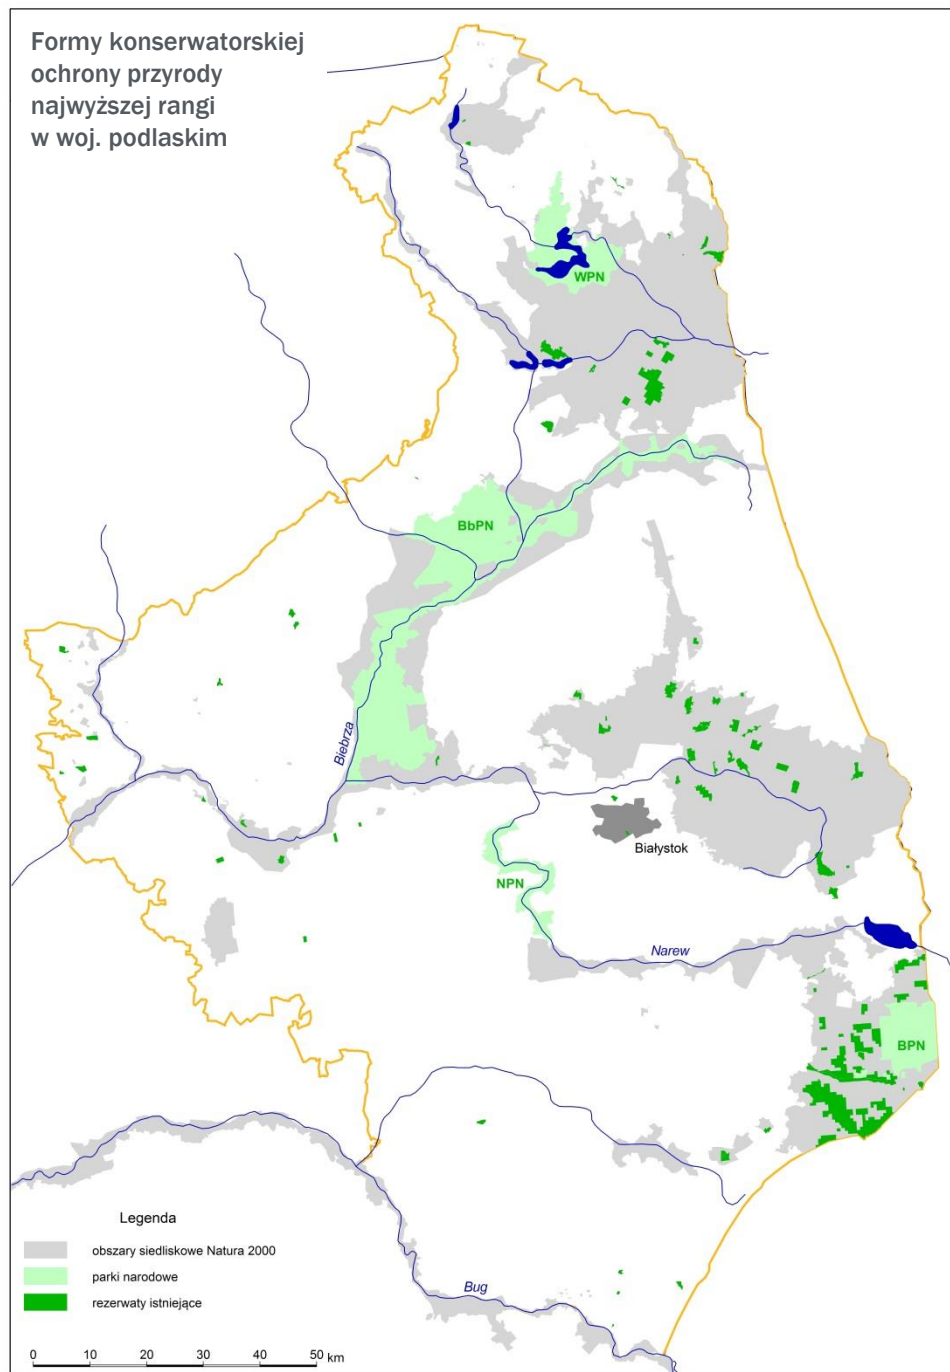 Formy konserwatorskiej
ochrony przyrody
najwyższej rangi
w woj. podlaskim
WPN
BbPN
Biebrza
Białystok
NPN
Narew
BPN
Legenda
obszary siedliskowe Natura 2000
parki narodowe
rezerwaty istniejące
Bug
0 10 20 30 40 50 km